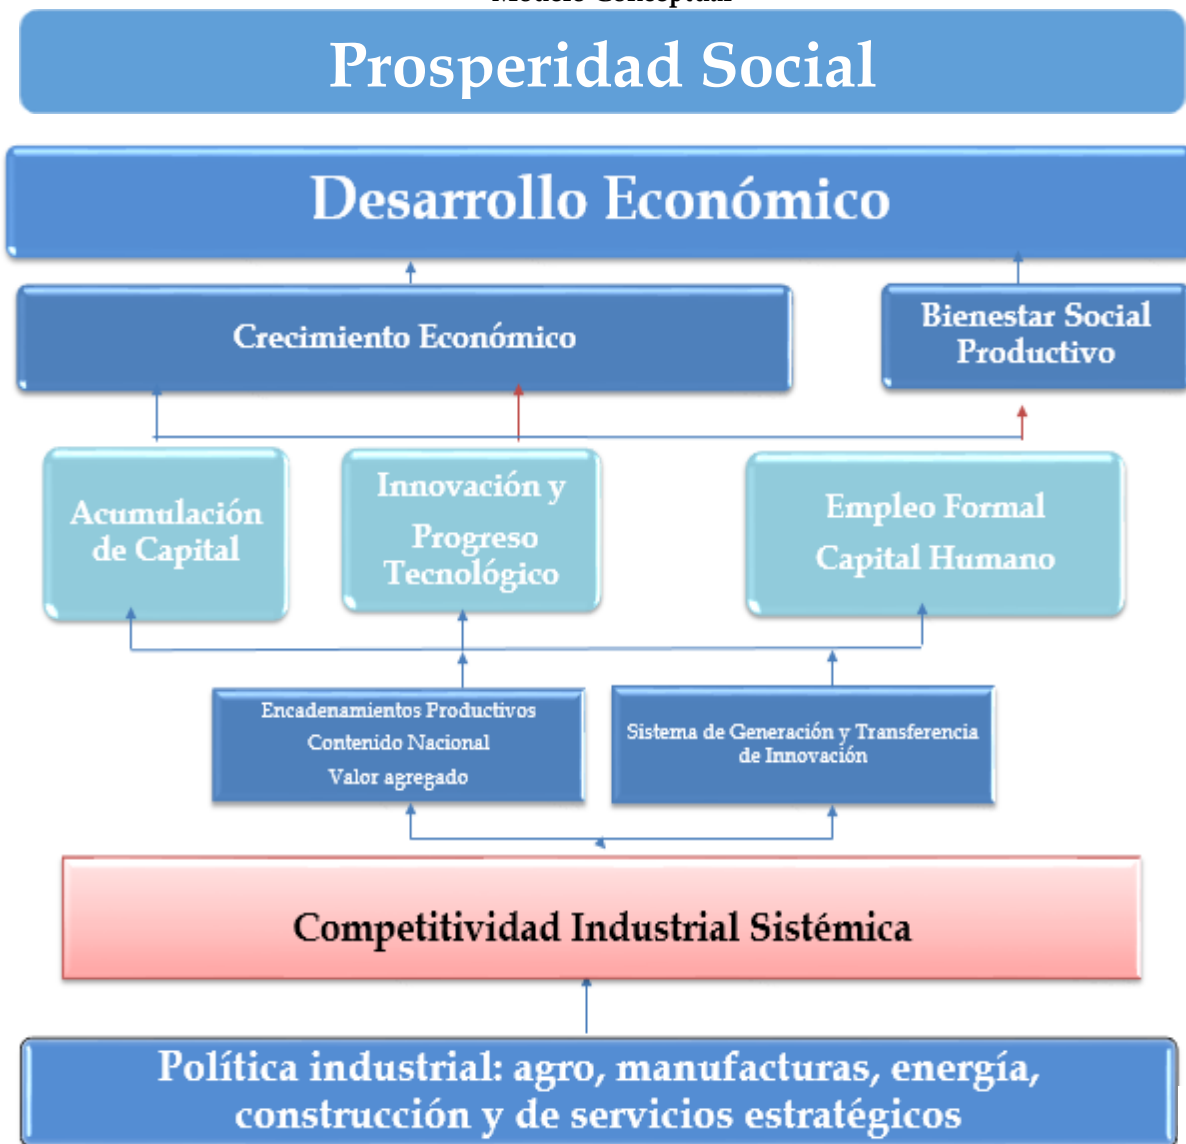 Modelo Conceptual
Prosperidad Social
Desarrollo Económico
Crecimiento Económico
Bienestar Social
Productivo
Acumulación
de Capital
Innovación y
Progreso
Tecnológico
Empleo Formal
Capital Humano
Encadenamientos Productivos
Contenido Nacional
Valor agregado
Sistema de Generación y Transferencia
de Innovación
Competitividad Industrial Sistémica
Política industrial: agro, manufacturas, energía,
construcción y de servicios estratégicos